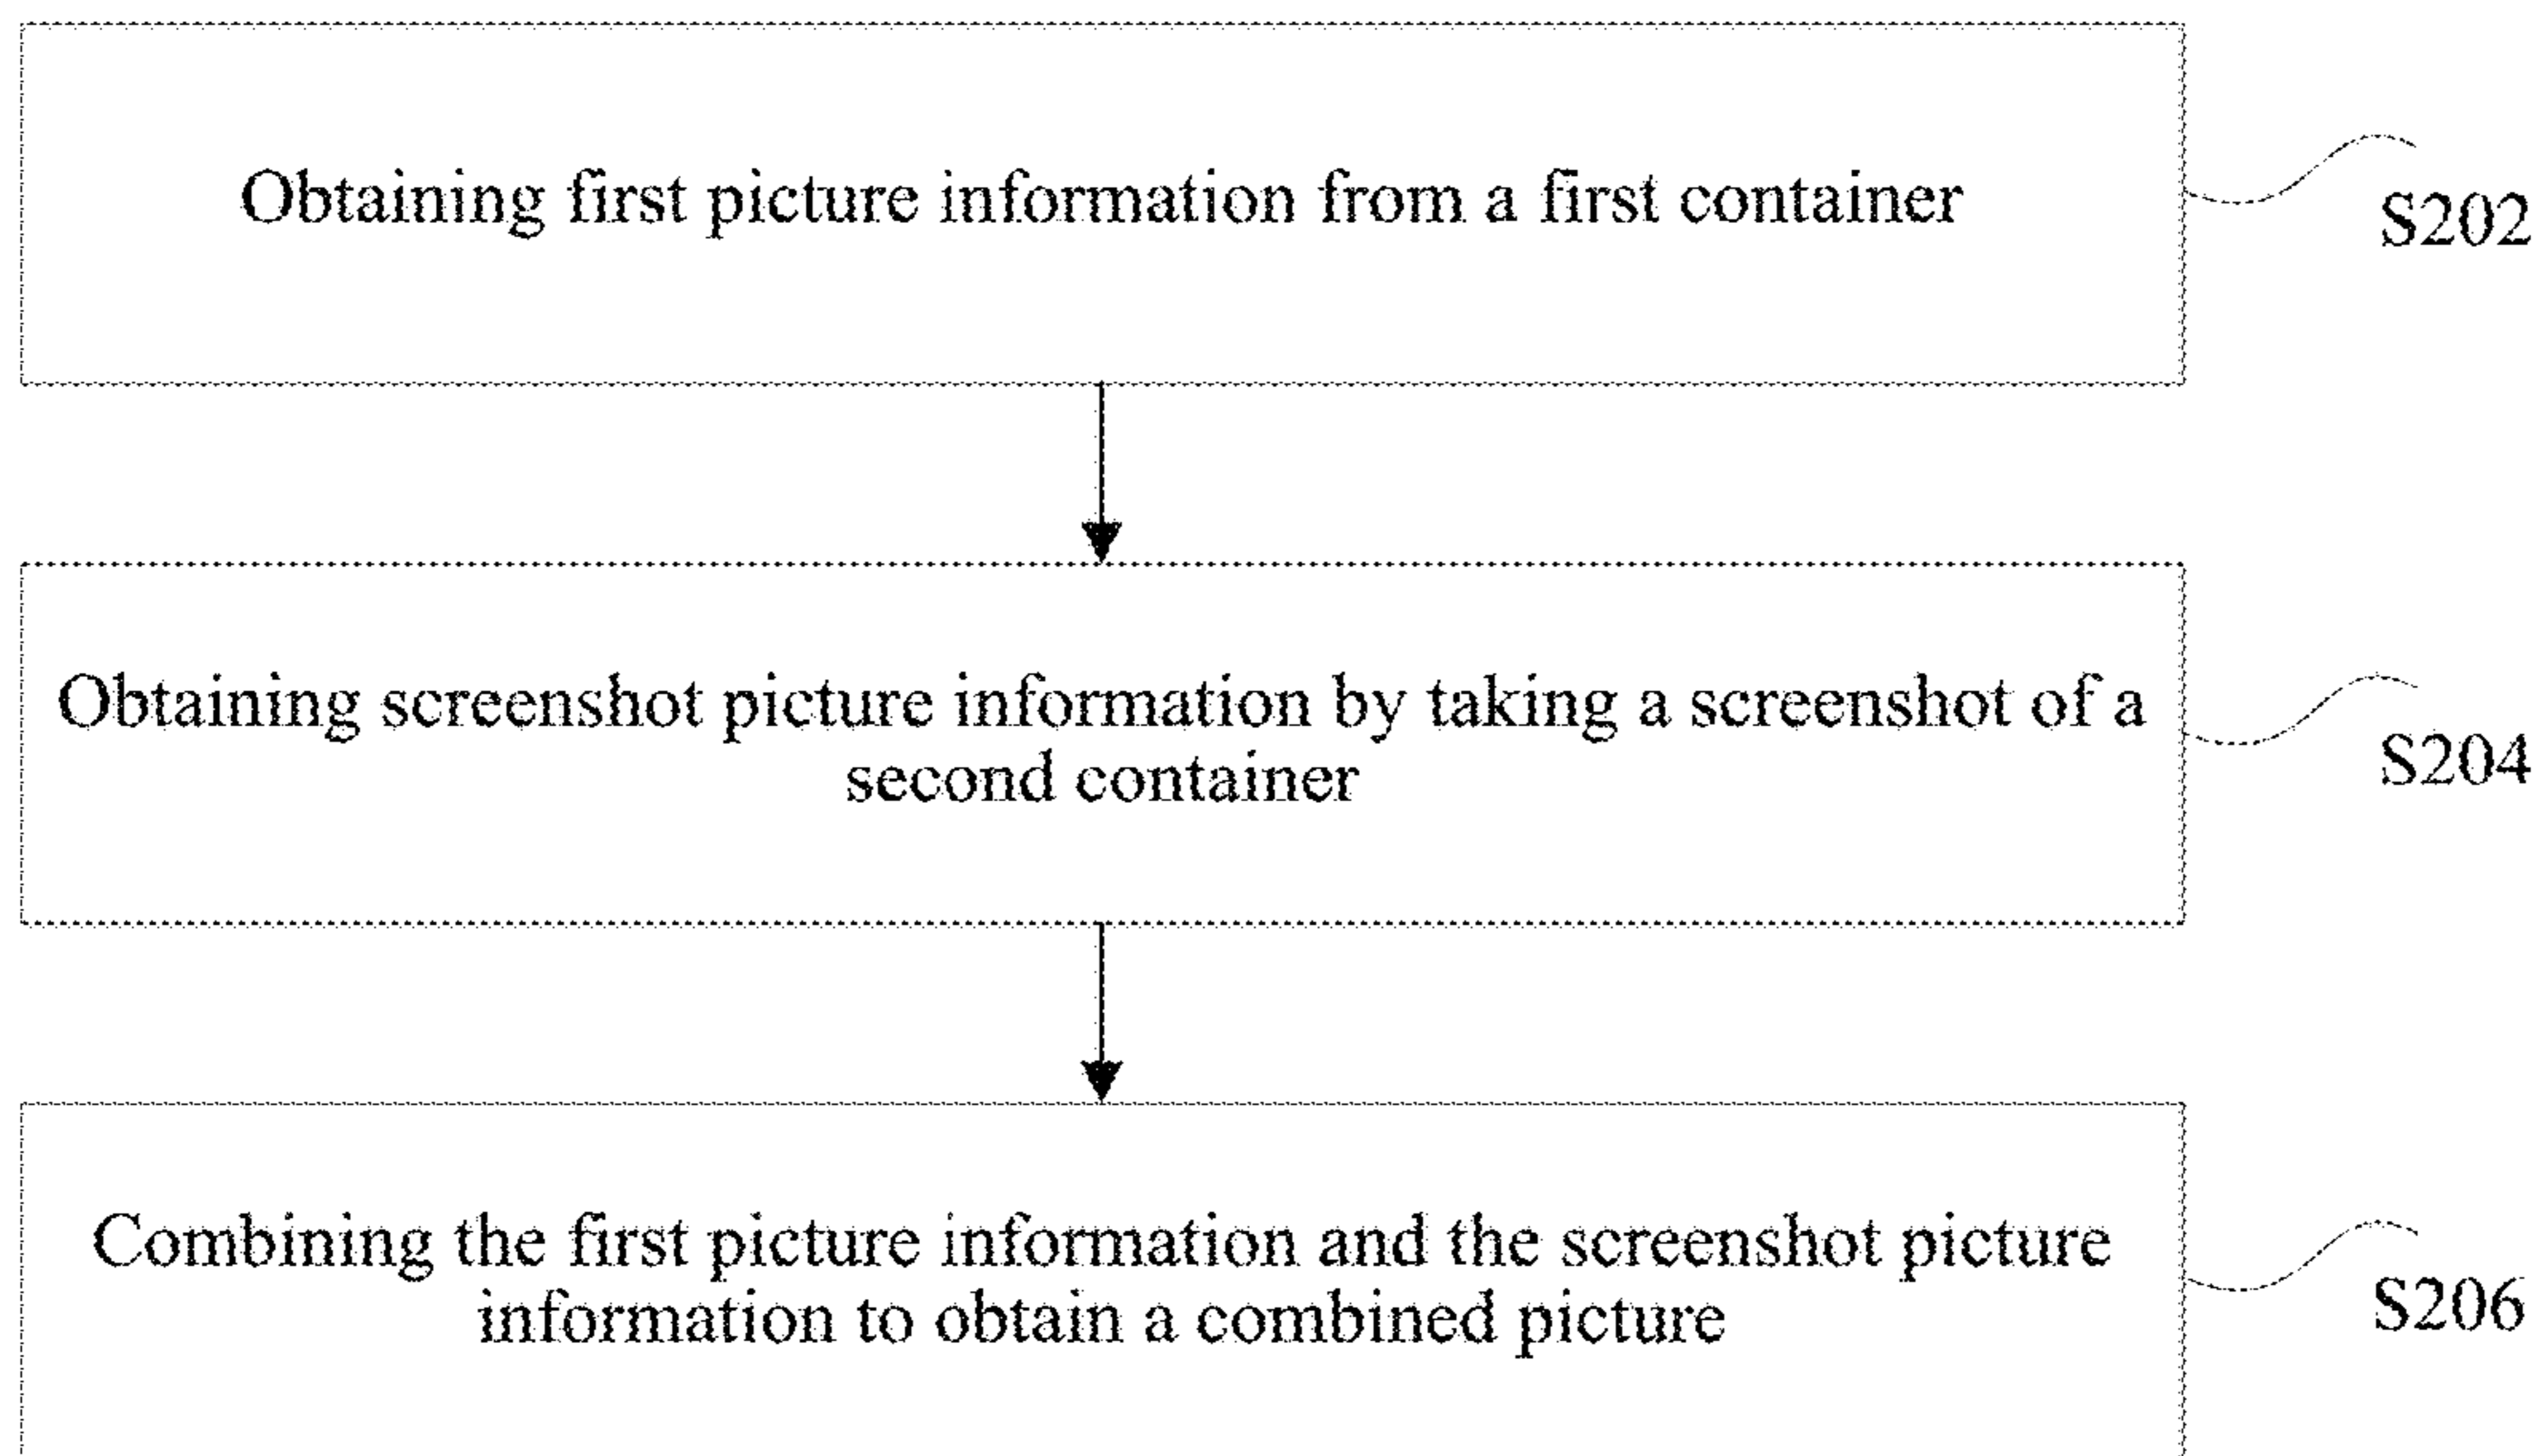 Obtaining first picture information from a first container
S202
Obtaining screenshot picture information by taking a screenshot of a
second container
S204
Combining the first picture information and the screenshot picture
information to obtain a combined picture
S206